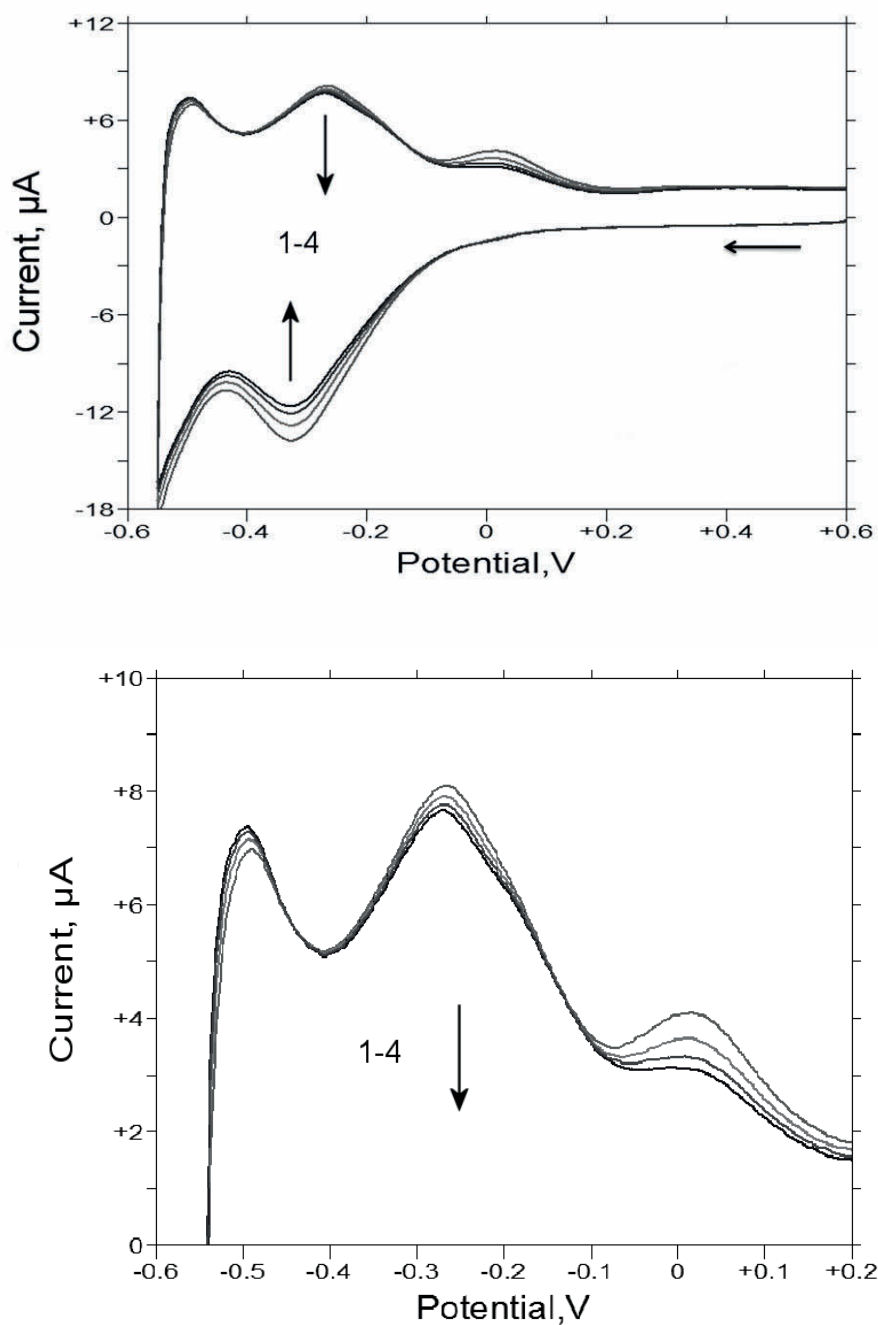 +12
+6
0
-6
-12
-18
Current, µA
1-4
-0.6 -0.4 -0.2 0 +0.2 +0.4 +0.6
Potential,V
+10
+8
+6
+4
+2
0
Current, µA
1-4
-0.6 -0.5 -0.4 -0.3 -0.2 -0.1 0 +0.1 +0.2
Potential,V